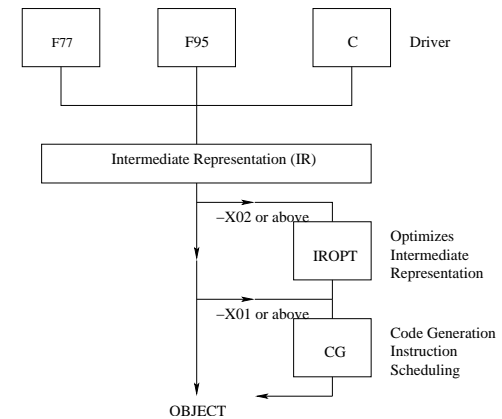 F77
F95
C
Driver
Intermediate Representation (IR)
−X02 or above
IROPT
Optimizes
Intermediate
Representation
−X01 or above
CG
Code Generation
Instruction
Scheduling
OBJECT